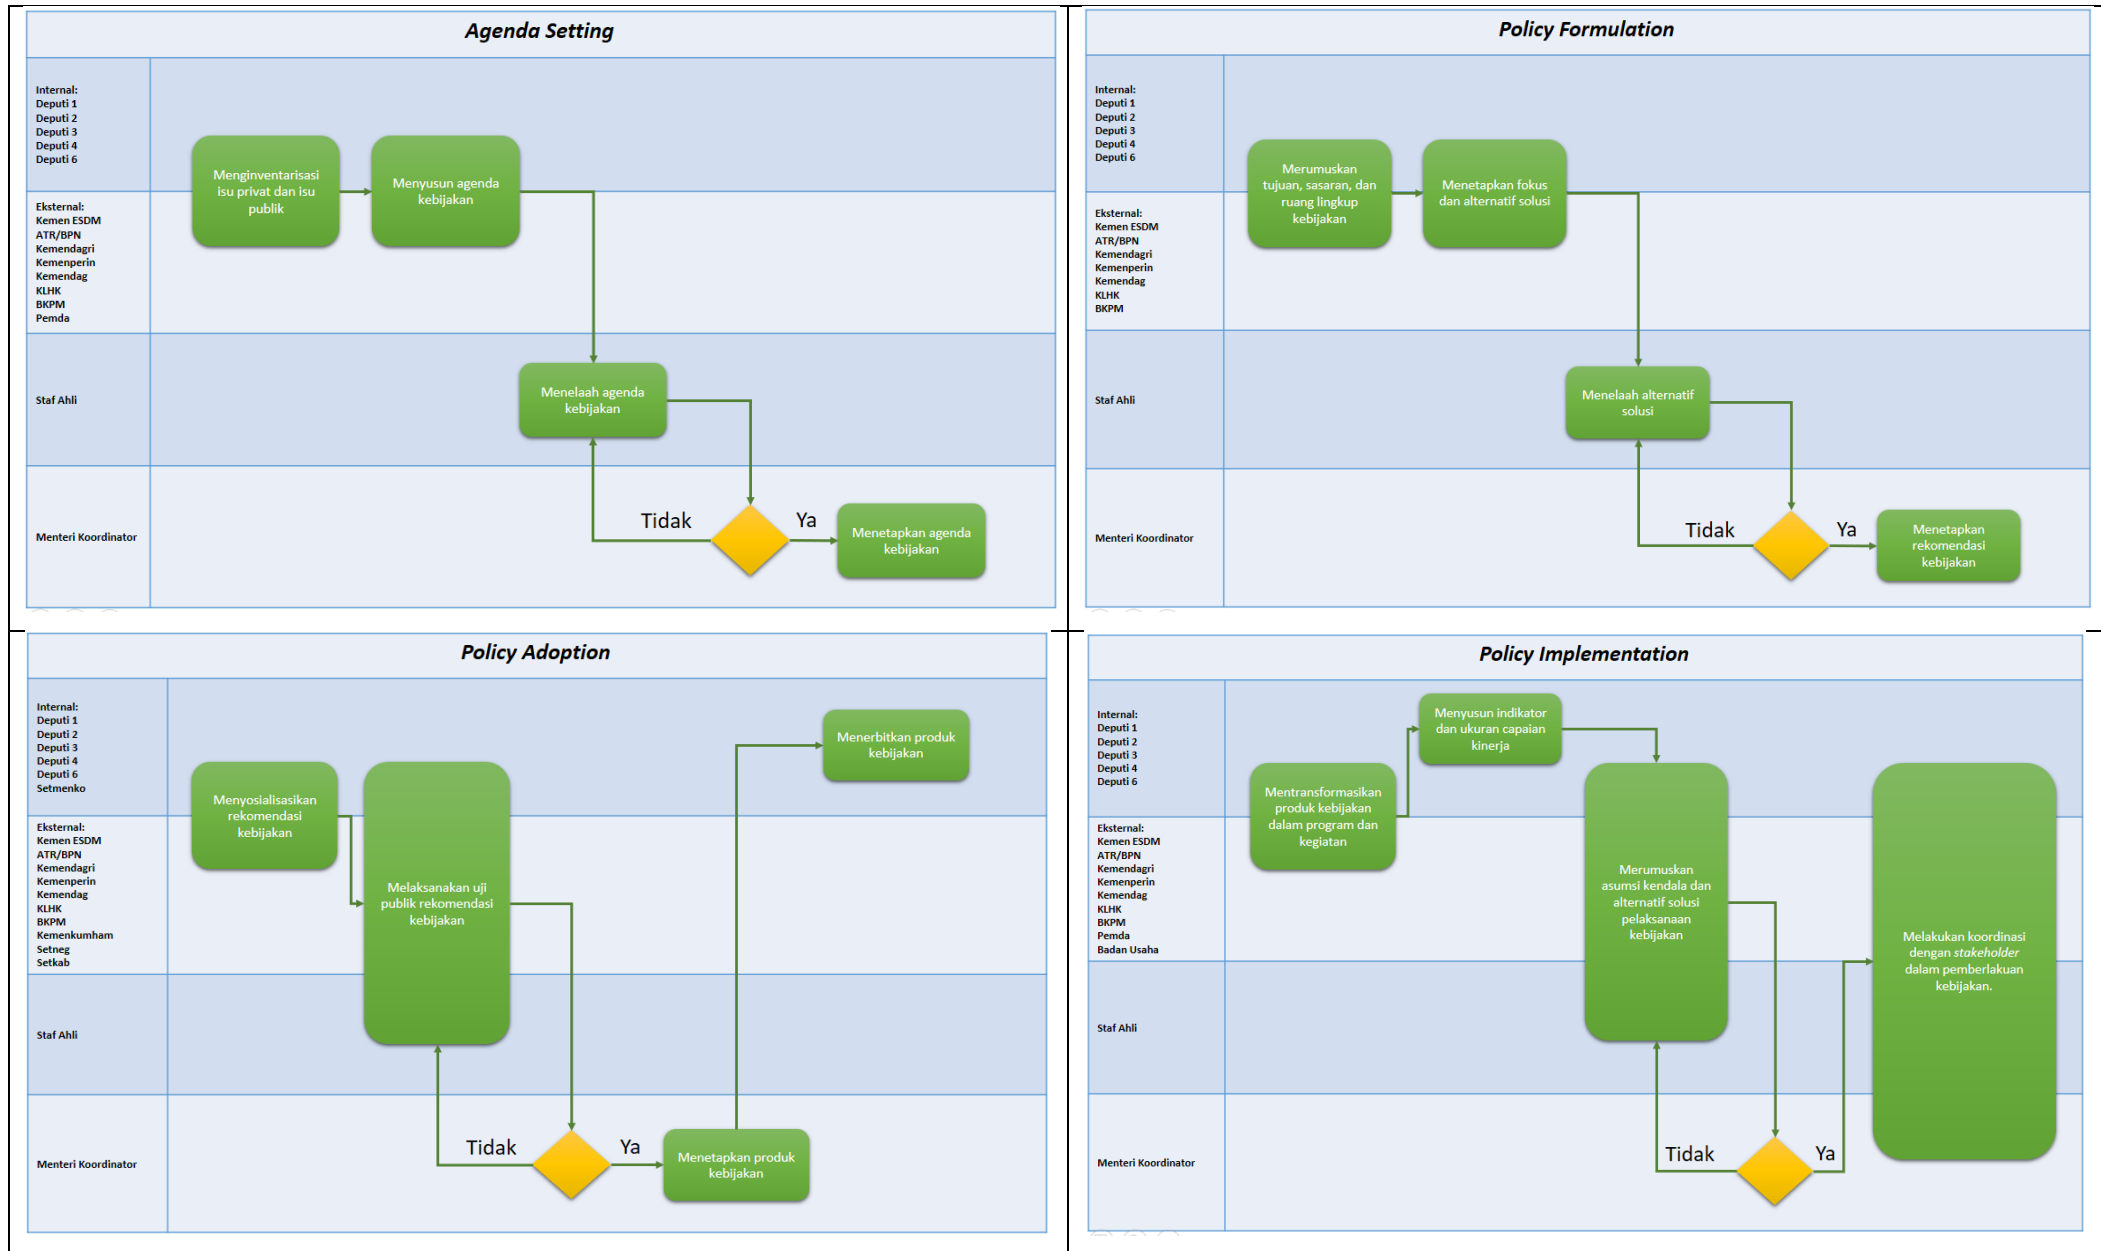 Agenda Setting
Internal:
Deputi 1
Deputi 2
Deputi 3
Deputi 4
Deputi 6
Eksternal:
Kemen ESDM
ATR/BPN
Kemendagri
Kemenperin
Kemendag
KLHK
BKPM
Pemda
Staf Ahli
Menteri Koordinator
Menginventarisasi
isu privat dan isu
publik
Menyusun agenda
kebijakan
Menelaah agenda
kebijakan
Tidak
Ya
Menetapkan agenda
kebijakan
Policy Formulation
Internal:
Deputi 1
Deputi 2
Deputi 3
Deputi 4
Deputi 6
Eksternal:
Kemen ESDM
ATR/BPN
Kemendagri
Kemenperin
Kemendag
KLHK
BKPM
Staf Ahli
Menteri Koordinator
Merumuskan
tujuan, sasaran, dan
ruang lingkup
kebijakan
Menetapkan fokus
dan alternatif solusi
Menelaah alternatif
solusi
Tidak
Ya
Menetapkan
rekomendasi
kebijakan
Policy Adoption
Internal:
Deputi 1
Deputi 2
Deputi 3
Deputi 4
Deputi 6
Setmenko
Eksternal:
Kemen ESDM
ATR/BPN
Kemendagri
Kemenperin
Kemendag
KLHK
BKPM
Kemenkumham
Setneg
Setkab
Staf Ahli
Menteri Koordinator
Menyosialisasikan
rekomendasi
kebijakan
Melaksanakan uji
publik rekomendasi
kebijakan
Tidak
Ya
Menetapkan produk
kebijakan
Menerbitkan produk
kebijakan
Policy Implementation
Internal:
Deputi 1
Deputi 2
Deputi 3
Deputi 4
Deputi 6
Eksternal:
Kemen ESDM
ATR/BPN
Kemendagri
Kemenperin
Kemendag
KLHK
BKPM
Pemda
Badan Usaha
Staf Ahli
Menteri Koordinator
Mentransformasikan
produk kebijakan
dalam program dan
kegiatan
Menyusun indikator
dan ukuran capaian
kinerja
Merumuskan
asumsi kendala dan
alternatif solusi
pelaksanaan
kebijakan
Tidak
Ya
Melakukan koordinasi
dengan stakeholder
dalam pemberlakuan
kebijakan.